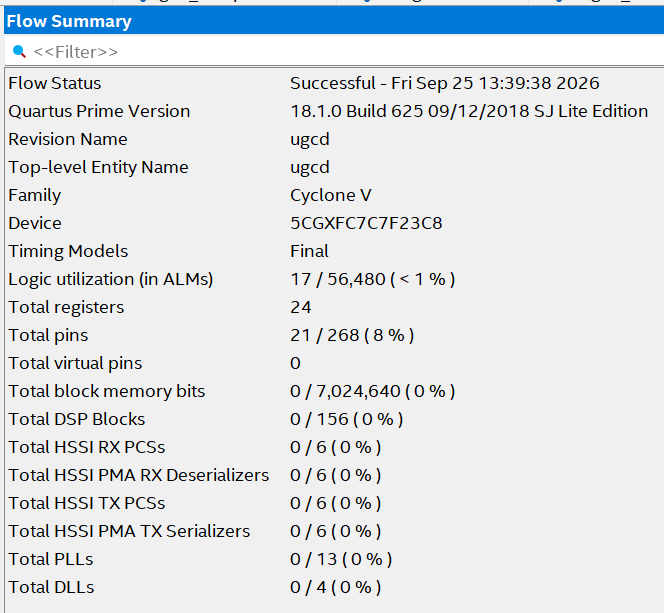 Flow Summary
<<Filter>>
Flow Status Successful - Fri Sep 25 13:39:38 2026
Quartus Prime Version 18.1.0 Build 625 09/12/2018 SJ Lite Edition
Revision Name ugcd
Top-level Entity Name ugcd
Family Cyclone V
Device 5CGXFC7C7F23C8
Timing Models Final
Logic utilization (in ALMs) 17 / 56,480 ( < 1 % )
Total registers 24
Total pins 21 / 268 ( 8 % )
Total virtual pins 0
Total block memory bits 0 / 7,024,640 ( 0 % )
Total DSP Blocks 0 / 156 ( 0 % )
Total HSSI RX PCSs 0 / 6 ( 0 % )
Total HSSI PMA RX Deserializers 0 / 6 ( 0 % )
Total HSSI TX PCSs 0 / 6 ( 0 % )
Total HSSI PMA TX Serializers 0 / 6 ( 0 % )
Total PLLs 0 / 13 ( 0 % )
Total DLLs 0 / 4 ( 0 % )